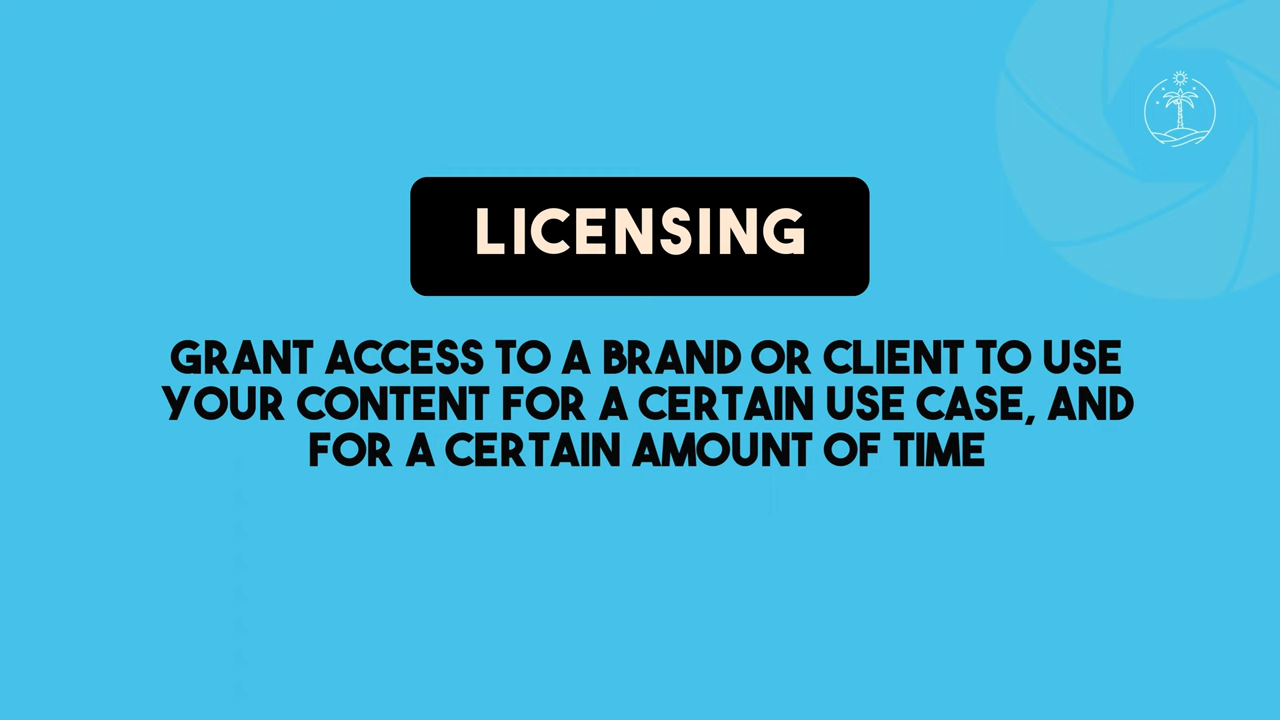 LICENSING
GRANT ACCESS TO A BRAND OR CLIENT TO USE
YOUR CONTENT FOR A CERTAIN USE CASE, AND
FOR A CERTAIN AMOUNT OF TIME